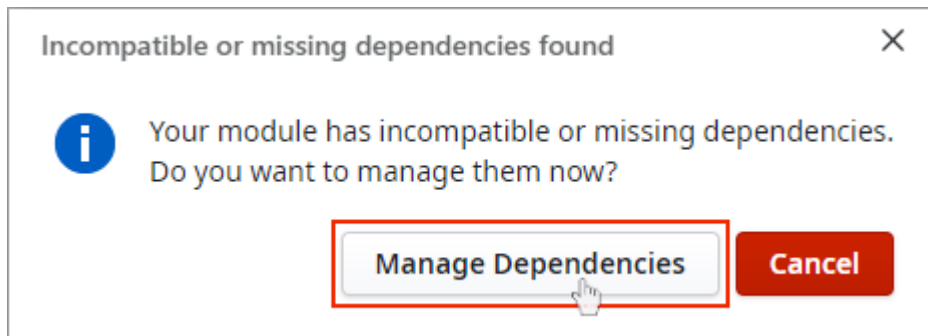 Incompatible or missing dependencies found
Your module has incompatible or missing dependencies.
Do you want to manage them now?
Manage Dependencies
Cancel